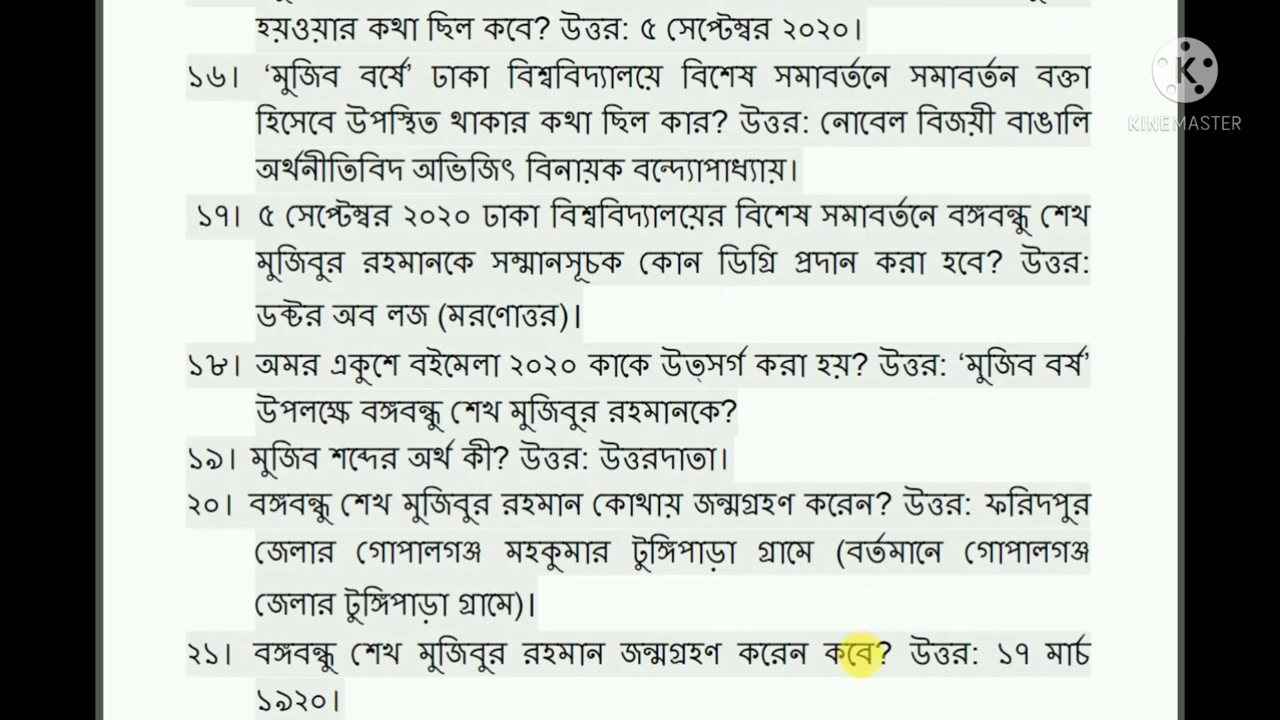 হয়ওয়ার কথা ছিল কবে? উত্তর: ৫ সেপ্টেম্বর ২০২০।
১৬। ‘মুজিব বর্ষে’ ঢাকা বিশ্ববিদ্যালয়ে বিশেষ সমাবর্তনে সমাবর্তন বক্তা
হিসেবে উপস্থিত থাকার কথা ছিল কার? উত্তর: নোবেল বিজয়ী বাঙালি
অর্থনীতিবিদ অভিজিৎ বিনায়ক বন্দ্যোপাধ্যায়।
১৭। ৫ সেপ্টেম্বর ২০২০ ঢাকা বিশ্ববিদ্যালয়ের বিশেষ সমাবর্তনে বঙ্গবন্ধু শেখ
মুজিবুর রহমানকে সম্মানসূচক কোন ডিগ্রি প্রদান করা হবে? উত্তর:
ডক্টর অব লজ (মরণোত্তর)।
১৮। অমর একুশে বইমেলা ২০২০ কাকে উত্সর্গ করা হয়? উত্তর: ‘মুজিব বর্ষ’
উপলক্ষে বঙ্গবন্ধু শেখ মুজিবুর রহমানকে?
১৯। মুজিব শব্দের অর্থ কী? উত্তর: উত্তরদাতা।
২০। বঙ্গবন্ধু শেখ মুজিবুর রহমান কোথায় জন্মগ্রহণ করেন? উত্তর: ফরিদপুর
জেলার গোপালগঞ্জ মহকুমার টুঙ্গিপাড়া গ্রামে (বর্তমানে গোপালগঞ্জ
জেলার টুঙ্গিপাড়া গ্রামে)।
২১। বঙ্গবন্ধু শেখ মুজিবুর রহমান জন্মগ্রহণ করেন কবে? উত্তর: ১৭ মার্চ
১৯২০।
K
KINEMASTER